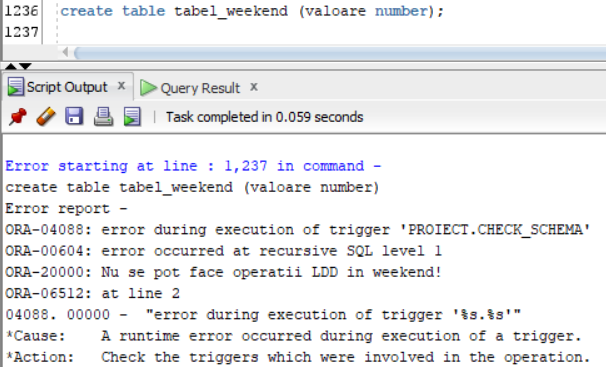 1236 create table tabel_weekend (valoare number);
1237
Script Output x Query Result x
Task completed in 0.059 seconds
Error starting at line : 1,237 in command -
create table tabel_weekend (valoare number)
Error report -
ORA-04088: error during execution of trigger 'PROIECT.CHECK_SCHEMA'
ORA-00604: error occurred at recursive SQL level 1
ORA-20000: Nu se pot face operatii LDD in weekend!
ORA-06512: at line 2
04088. 00000 - "error during execution of trigger '%s.%s'"
*Cause: A runtime error occurred during execution of a trigger.
*Action: Check the triggers which were involved in the operation.